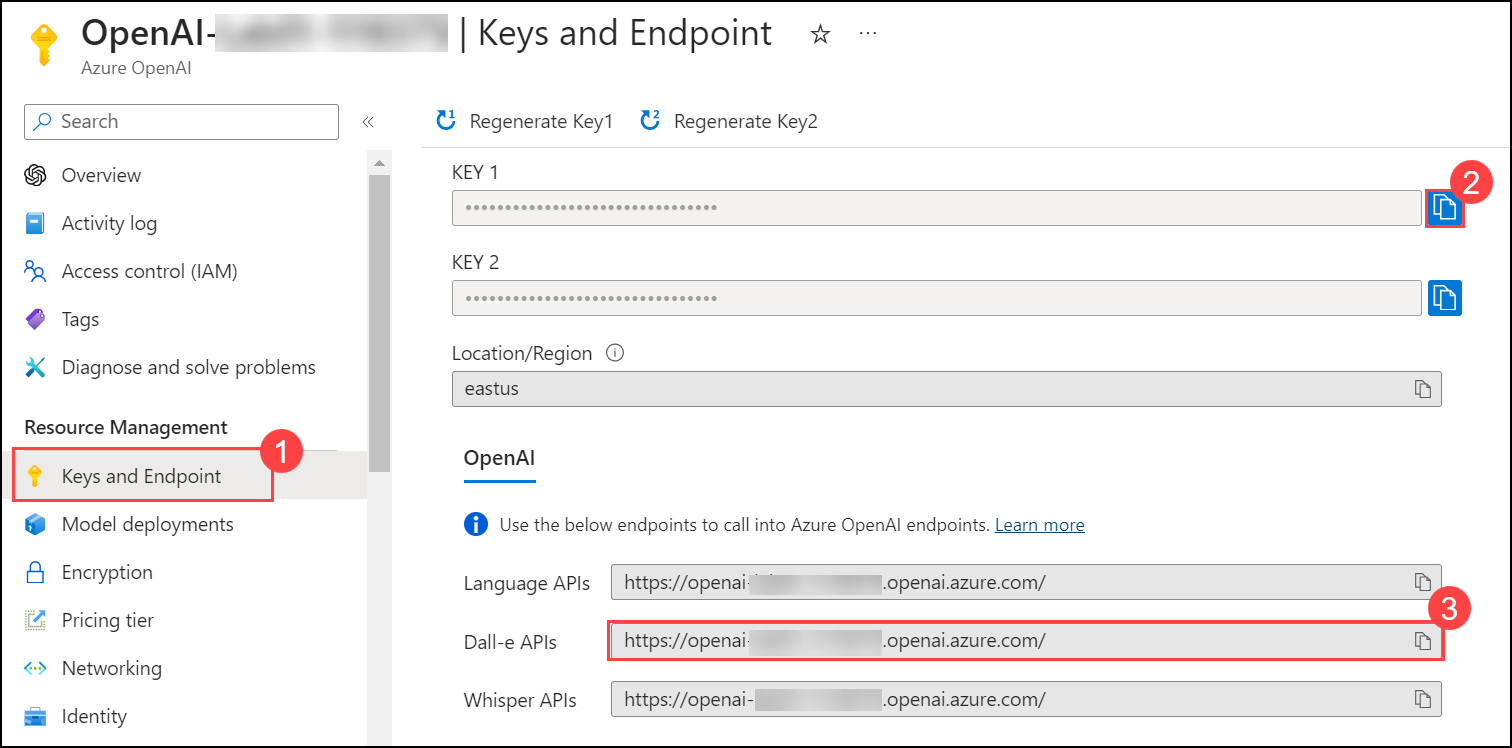 OpenAI- | Keys and Endpoint
Azure OpenAI
Search
«
Overview
Activity log
Access control (IAM)
Tags
Diagnose and solve problems
Resource Management
Keys and Endpoint
1
Model deployments
Encryption
Pricing tier
Networking
Identity
1 Regenerate Key1 2 Regenerate Key2
KEY 1
••••••••••••••••••••••••••••••••
2
KEY 2
••••••••••••••••••••••••••••••••
Location/Region
eastus
OpenAI
Use the below endpoints to call into Azure OpenAI endpoints. Learn more
Language APIs https://openai- .openai.azure.com/
Dall-e APIs https://openai- .openai.azure.com/
3
Whisper APIs https://openai- .openai.azure.com/